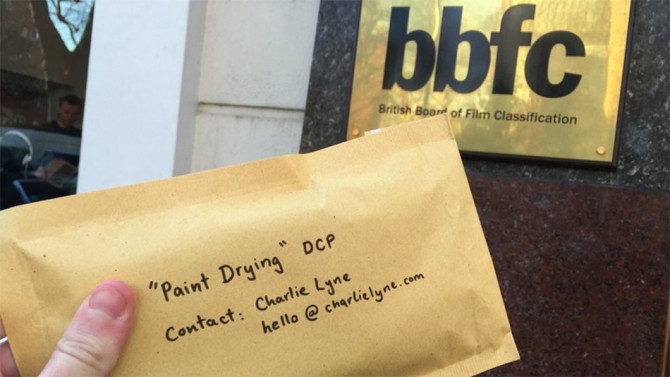 bbfc
British Board of Film Classification
"Paint Drying" DCP
Contact: Charlie Lyne
hello @ charlielyne.com